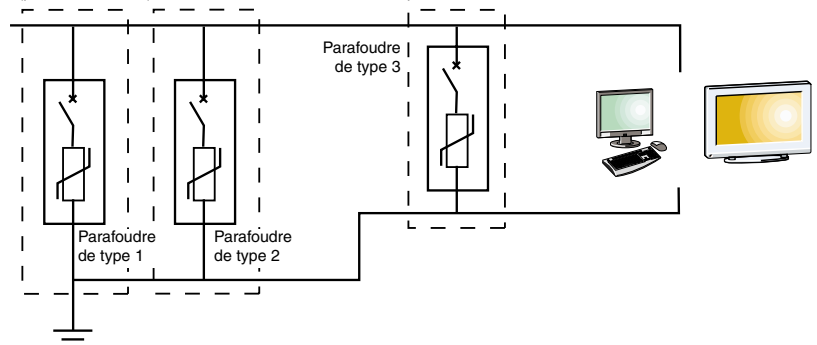 Parafoudre
de type 3
Parafoudre
de type 1
Parafoudre
de type 2